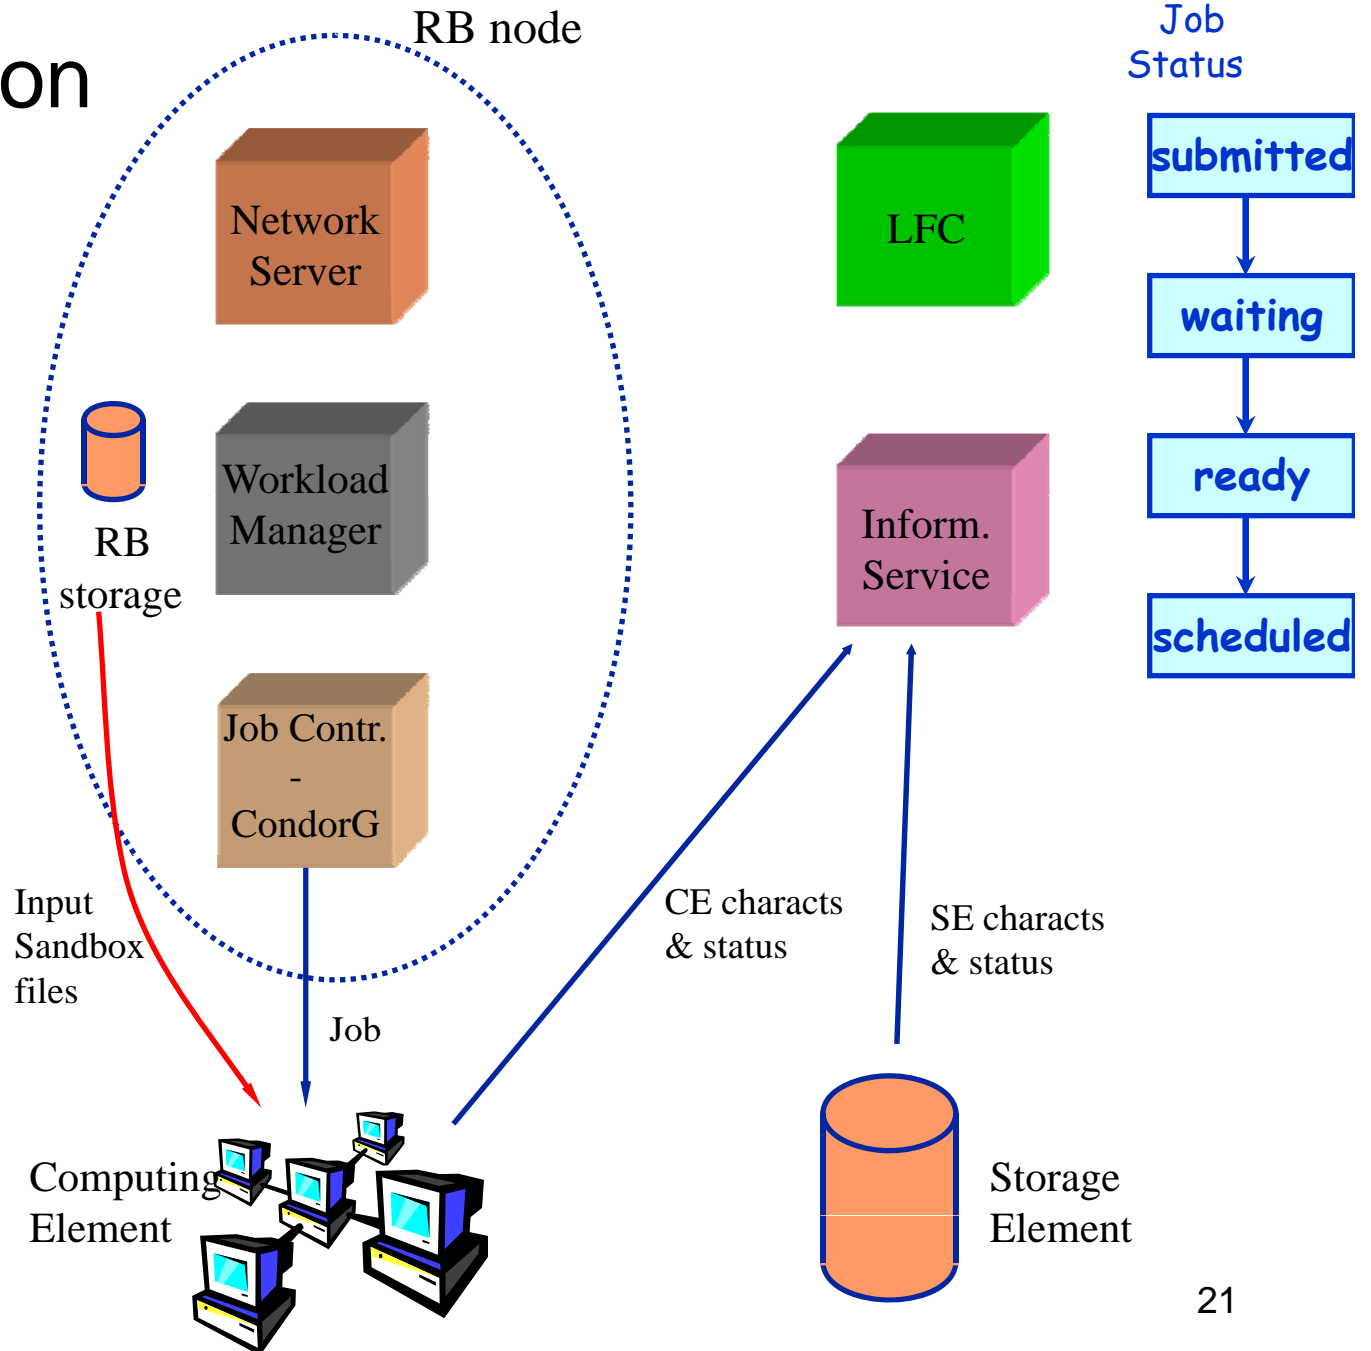 on
RB node
Job
Status
Network
Server
LFC
submitted
waiting
RB
storage
Workload
Manager
Inform.
Service
ready
scheduled
Job Contr.
-
CondorG
Input
Sandbox
files
Job
CE characts
& status
SE characts
& status
Computing
Element
Storage
Element
21